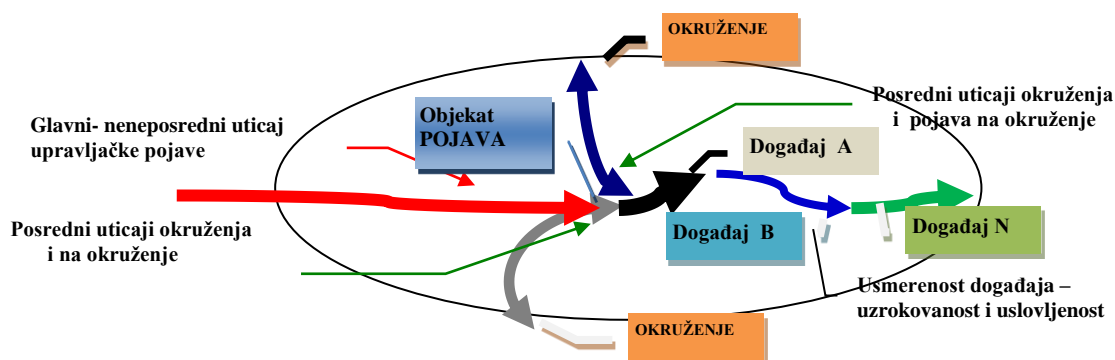 OKRUŽENJE
Posredni uticaji okruženja
i pojava na okruženje
Objekat
POJAVA
Glavni- neneposredni uticaj
upravljačke pojave
Događaj A
Posredni uticaji okruženja
i na okruženje
Događaj B
Događaj N
Usmerenost događaja –
uzrokovanost i uslovljenost
OKRUŽENJE